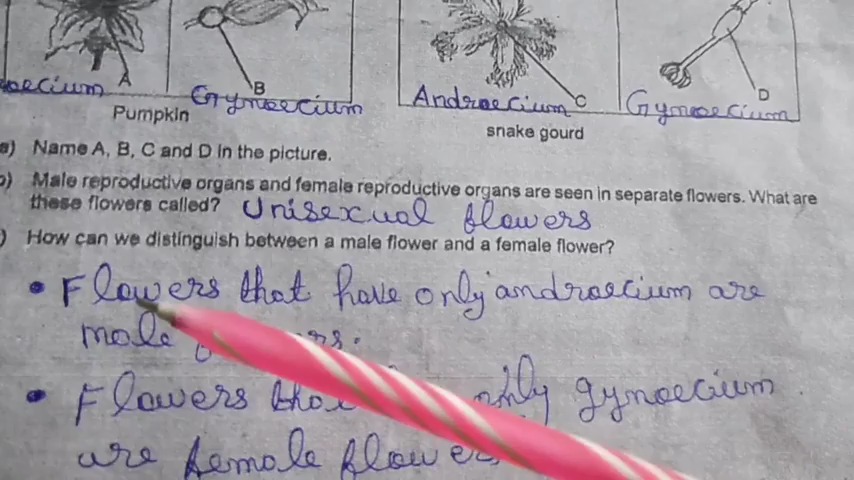 A
B
Gynoecium
Pumpkin
Androecium
C
Gynoecium
D
snake gourd
a) Name A, B, C and D in the picture.
Male reproductive organs and female reproductive organs are seen in separate flowers. What are
these flowers called? Unisexual flowers
How can we distinguish between a male flower and a female flower?
• Flowers that have only androecium are
male
• Flowers that only gynoecium
are female